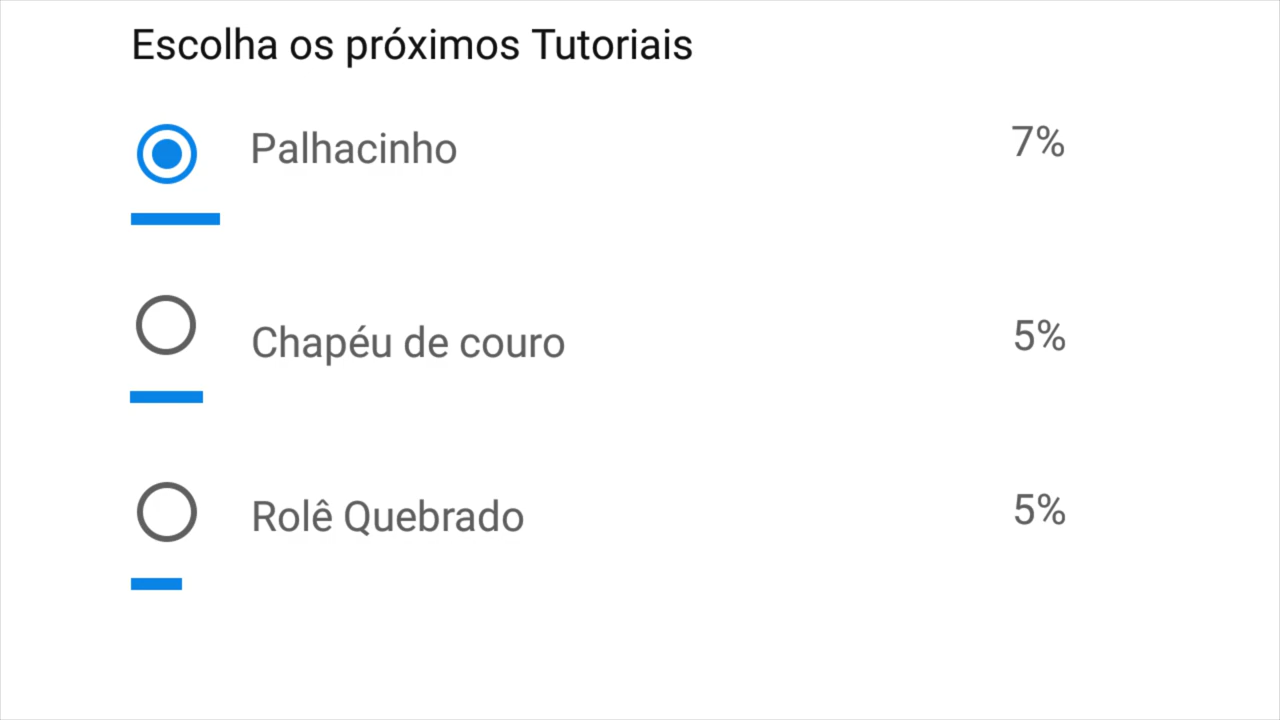 Escolha os próximos Tutoriais
Palhacinho 7%
Chapéu de couro 5%
Rolê Quebrado 5%